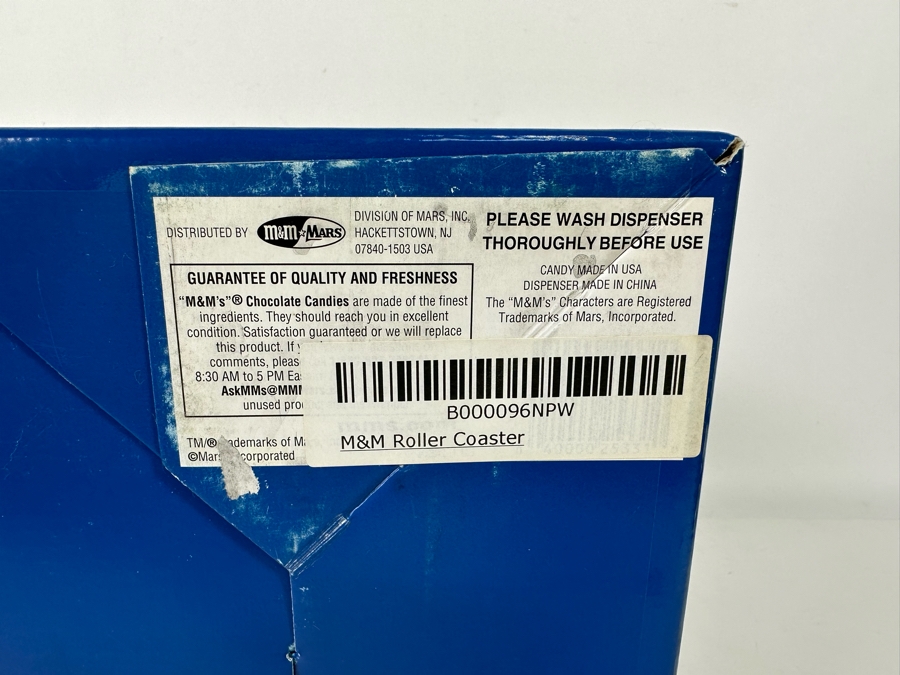 DISTRIBUTED BY
m&m MARS
DIVISION OF MARS, INC.
HACKETTSTOWN, NJ
07840-1503 USA
GUARANTEE OF QUALITY AND FRESHNESS
"M&M's"® Chocolate Candies are made of the finest
ingredients. They should reach you in excellent
condition. Satisfaction guaranteed or we will replace
this product. If
comments,
8:30 AM to 5 PM
unused
TM/®
©Mars
PLEASE WASH DISPENSER
THOROUGHLY BEFORE USE
CANDY MADE IN USA
DISPENSER MADE IN CHINA
The "M&M's" Characters are Registered
Trademarks of Mars, Incorporated.
B000096NPW
M&M Roller Coaster